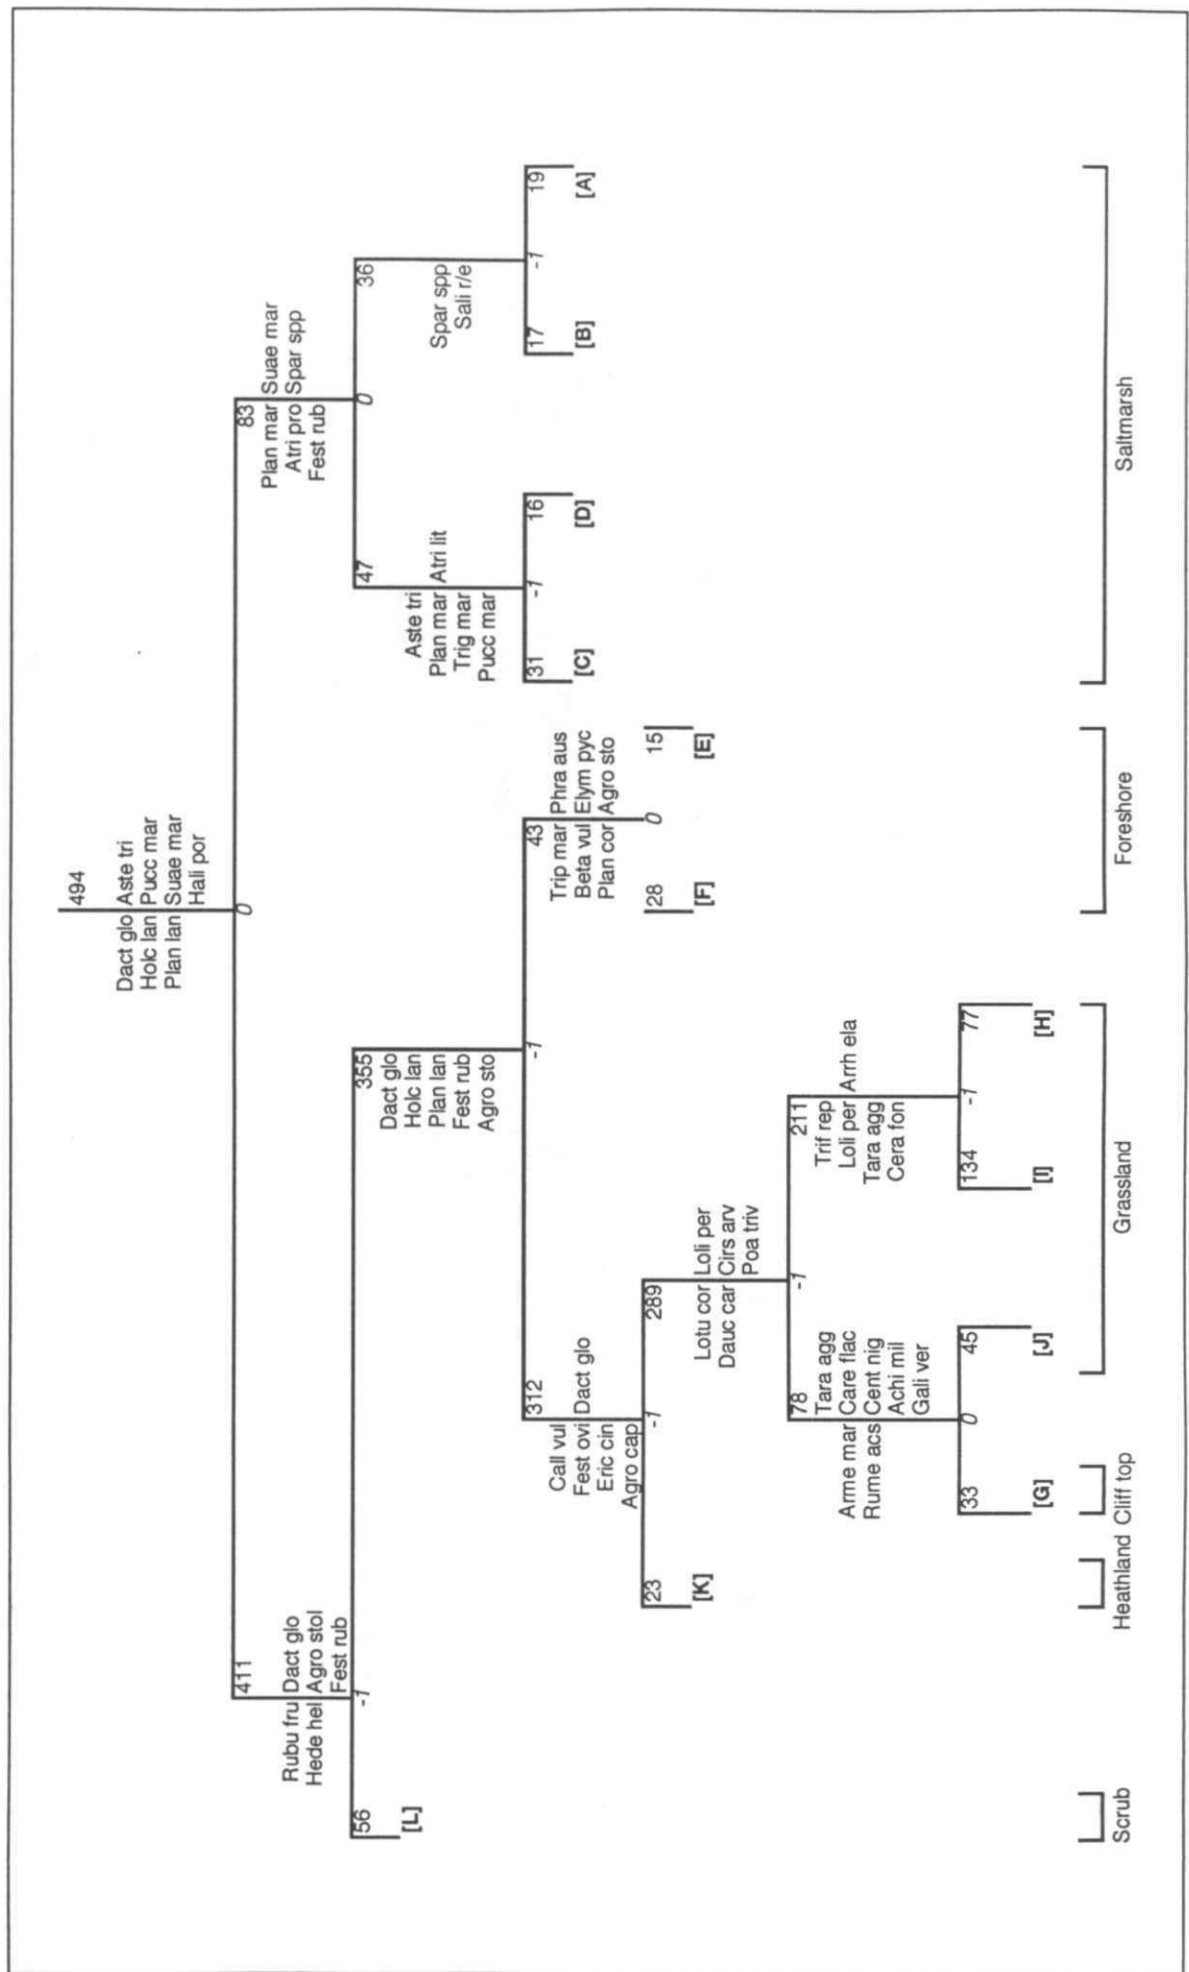 494
Dact glo Aste tri
Holc lan Pucc mar
Plan lan Suae mar
Hali por
0
411
Rubu fru Dact glo
Hede hel Agro stol
Fest rub
-1
83
Plan mar Suae mar
Atri pro Spar spp
Fest rub
0
56
[L]
355
Dact glo
Holc lan
Plan lan
Fest rub
Agro sto
-1
47
Aste tri
Plan mar Atri lit
Trig mar
Pucc mar
-1
36
Spar spp
Sali r/e
-1
312
Call vul
Fest ovi Dact glo
Eric cin
Agro cap
-1
43
Trip mar Phra aus
Beta vul Elym pyc
Plan cor Agro sto
0
31
[C]
16
[D]
17
[B]
19
[A]
23
[K]
289
Lotu cor Loli per
Dauc car Cirs arv
Poa triv
-1
28
[F]
15
[E]
78
Tara agg
Arme mar Care flac
Rume acs Cent nig
Achi mil
Gali ver
0
211
Trif rep
Loli per Arrh ela
Tara agg
Cera fon
-1
33
[G]
45
[J]
134
[I]
77
[H]
Scrub
Heathland
Cliff top
Grassland
Foreshore
Saltmarsh